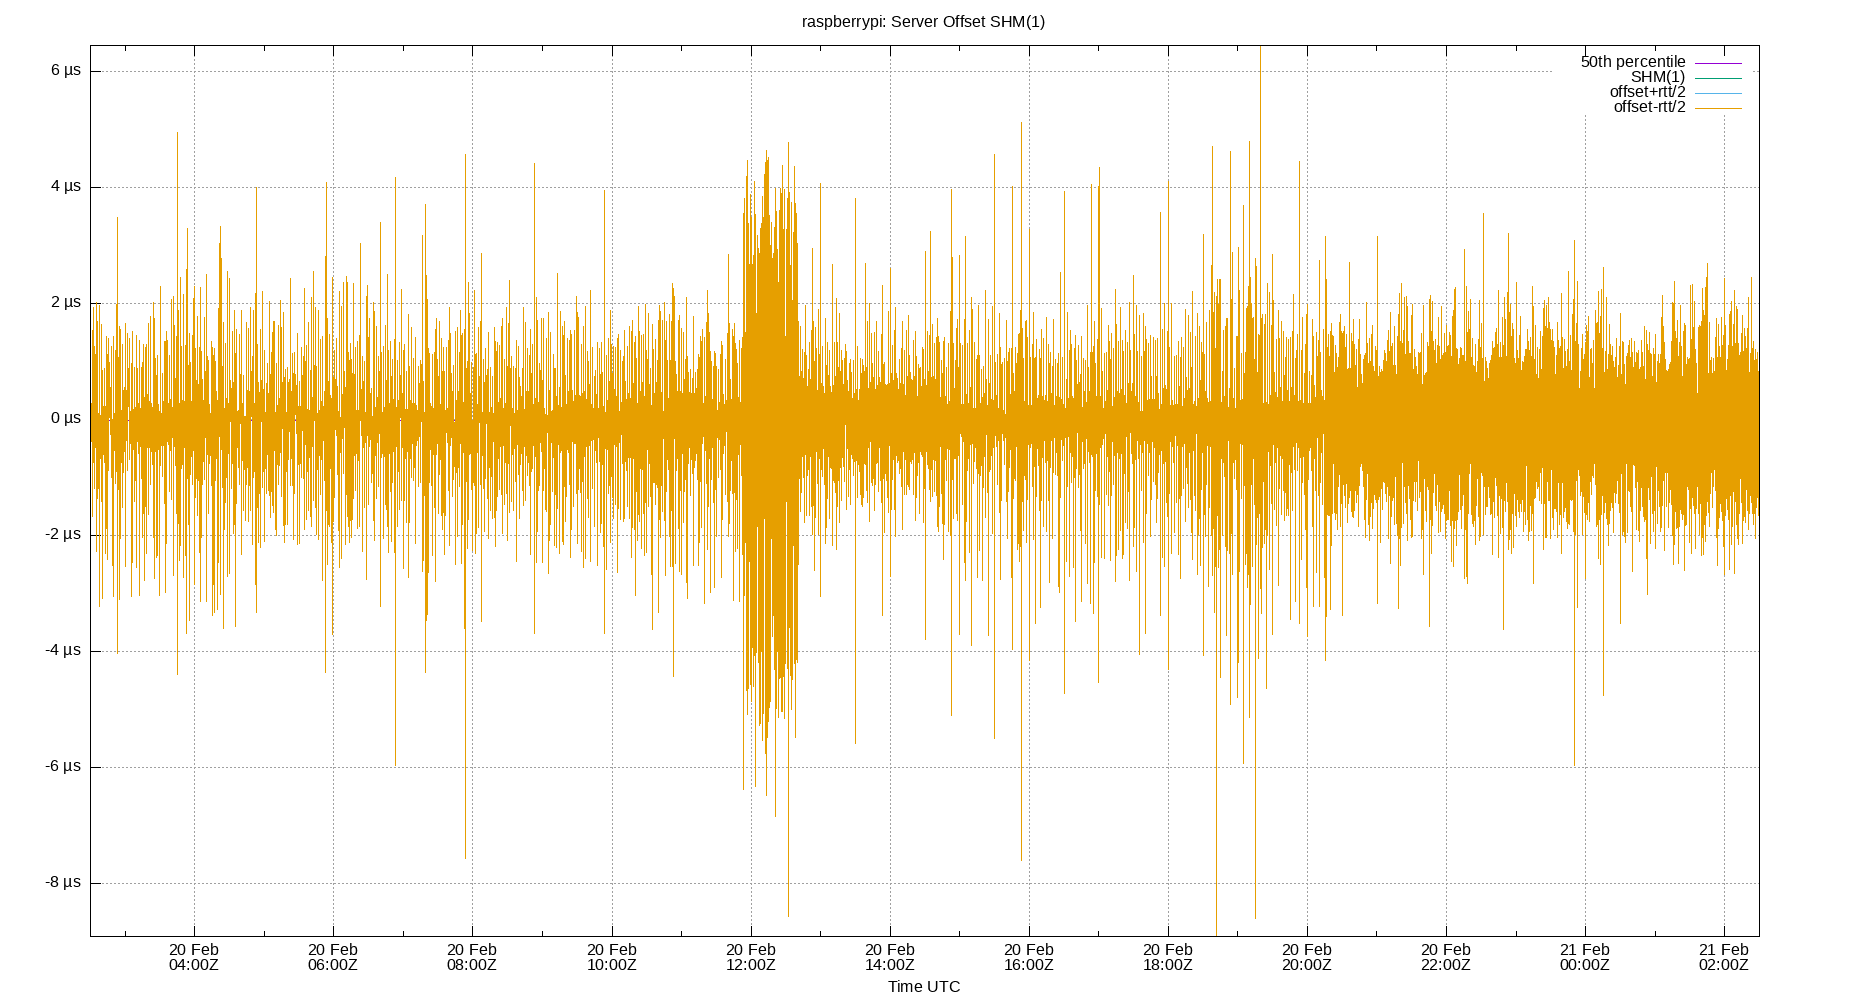 raspberrypi: Server Offset SHM(1)
50th percentile
SHM(1)
offset+rtt/2
offset-rtt/2
6 µs
4 µs
2 µs
0 µs
-2 µs
-4 µs
-6 µs
-8 µs
20 Feb 20 Feb 20 Feb 20 Feb 20 Feb 20 Feb 20 Feb 20 Feb 20 Feb 20 Feb 21 Feb 21 Feb
04:00Z 06:00Z 08:00Z 10:00Z 12:00Z 14:00Z 16:00Z 18:00Z 20:00Z 22:00Z 00:00Z 02:00Z
Time UTC